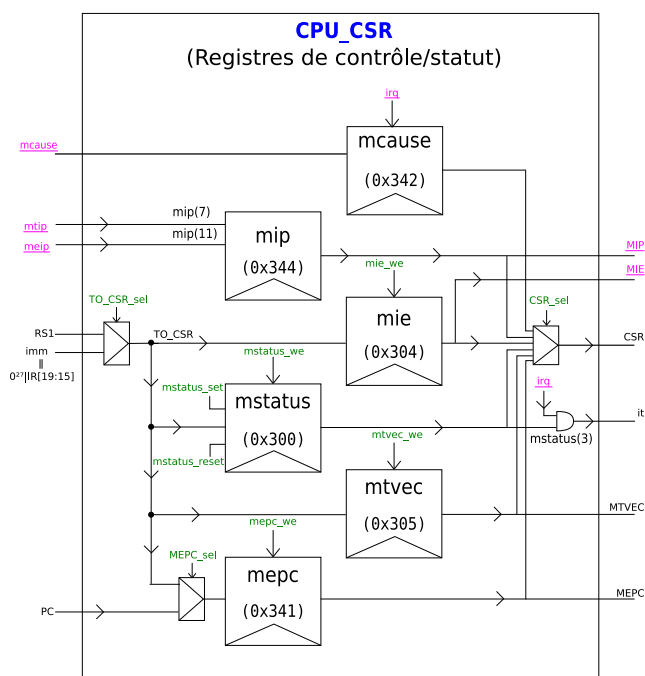 CPU_CSR
(Registres de contrôle/statut)
irq
mcause
mcause
(0x342)
mtip
mip(7)
meip
mip(11)
mip
(0x344)
MIP
mie_we
MIE
mie
(0x304)
TO_CSR_sel
CSR_sel
RS1
TO_CSR
CSR
imm
=
0²⁷|IR[19:15]
mstatus_we
mstatus_set
mstatus
(0x300)
mstatus_reset
irq
it
mstatus(3)
mtvec_we
mtvec
(0x305)
MTVEC
mepc_we
MEPC_sel
mepc
(0x341)
MEPC
PC